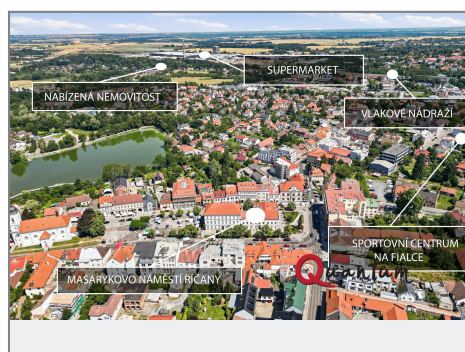 SUPERMARKET
NABÍZENÁ NEMOVITOST
VLAKOVÉ NÁDRAŽÍ
SPORTOVNÍ CENTRUM
NA FIALCE
MASARYKOVO NÁMĚSTÍ ŘÍČANY
Quantum